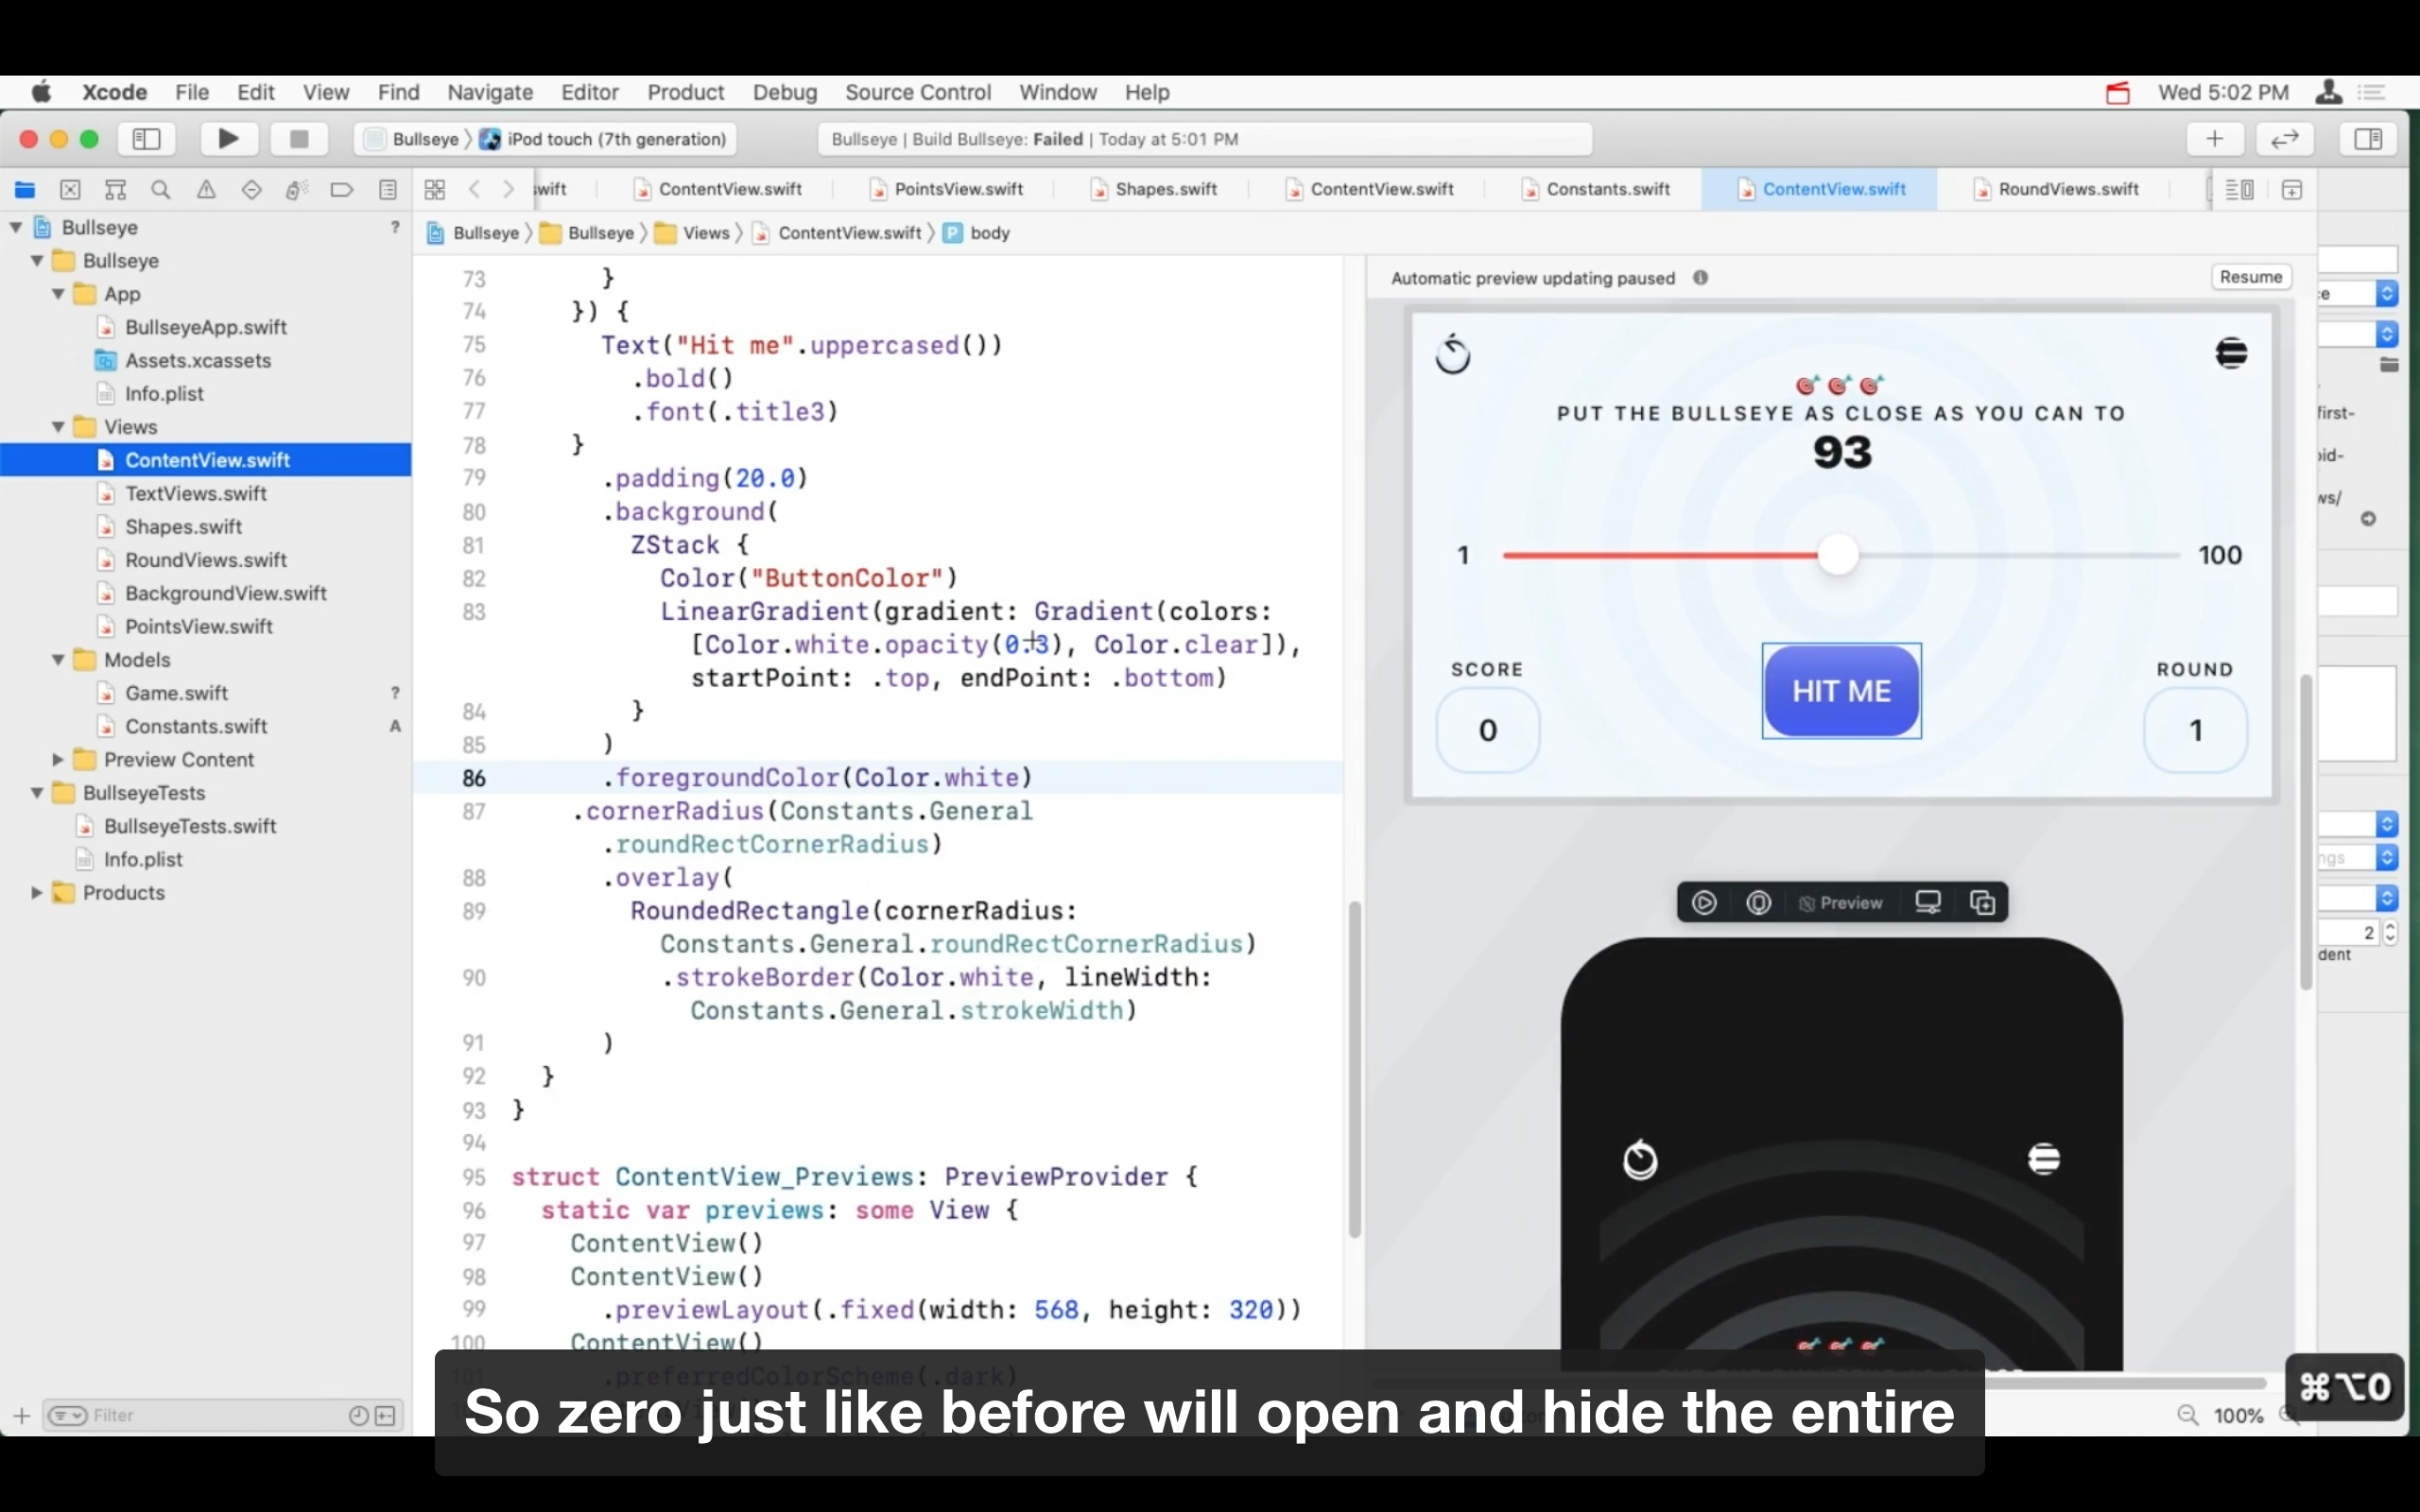 Xcode File Edit View Find Navigate Editor Product Debug Source Control Window Help Wed 5:02 PM
Bullseye iPod touch (7th generation) Bullseye | Build Bullseye: Failed | Today at 5:01 PM
wift ContentView.swift PointsView.swift Shapes.swift ContentView.swift Constants.swift ContentView.swift RoundViews.swift
Bullseye Bullseye Views ContentView.swift P body
Bullseye ?
Bullseye
App
BullseyeApp.swift
Assets.xcassets
Info.plist
Views
ContentView.swift
TextViews.swift
Shapes.swift
RoundViews.swift
BackgroundView.swift
PointsView.swift
Models
Game.swift ?
Constants.swift A
Preview Content
BullseyeTests
BullseyeTests.swift
Info.plist
Products
Filter
73 }
74 }) {
75 Text("Hit me".uppercased())
76 .bold()
77 .font(.title3)
78 }
79 .padding(20.0)
80 .background(
81 ZStack {
82 Color("ButtonColor")
83 LinearGradient(gradient: Gradient(colors:
[Color.white.opacity(0.3), Color.clear]),
startPoint: .top, endPoint: .bottom)
84 }
85 )
86 .foregroundColor(Color.white)
87 .cornerRadius(Constants.General
.roundRectCornerRadius)
88 .overlay(
89 RoundedRectangle(cornerRadius:
Constants.General.roundRectCornerRadius)
90 .strokeBorder(Color.white, lineWidth:
Constants.General.strokeWidth)
91 )
92 }
93 }
94
95 struct ContentView_Previews: PreviewProvider {
96 static var previews: some View {
97 ContentView()
98 ContentView()
99 .previewLayout(.fixed(width: 568, height: 320))
100 ContentView()
101 .preferredColorScheme(.dark)
Automatic preview updating paused Resume
PUT THE BULLSEYE AS CLOSE AS YOU CAN TO
93
1 100
HIT ME
SCORE ROUND
0 1
Preview
first-
oid-
ws/
ngs
2
dent
100%
⌘⌥0
So zero just like before will open and hide the entire